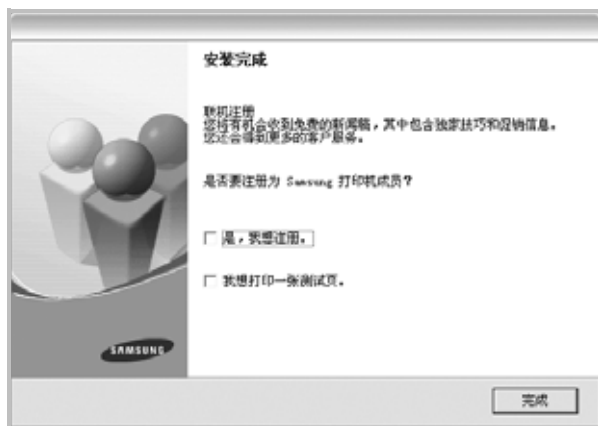 安装完成
联机注册
您将有机会收到免费的新闻稿，其中包含独家技巧和促销信息。
您还会得到更多的客户服务。
是否要注册为 Samsung 打印机成员？
是，我想注册。
我想打印一张测试页。
SAMSUNG
完成